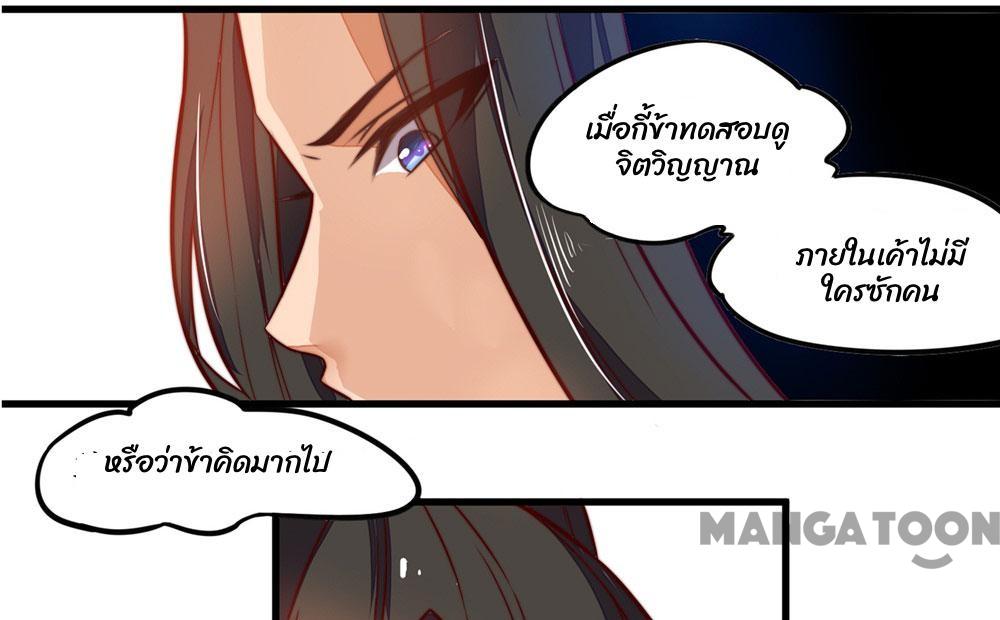 เมื่อกี้ข้าทดสอบดู
จิตวิญญาณ
ภายในเค้าไม่มี
ใครซักคน
หรือว่าข้าคิดมากไป
MANGATOON